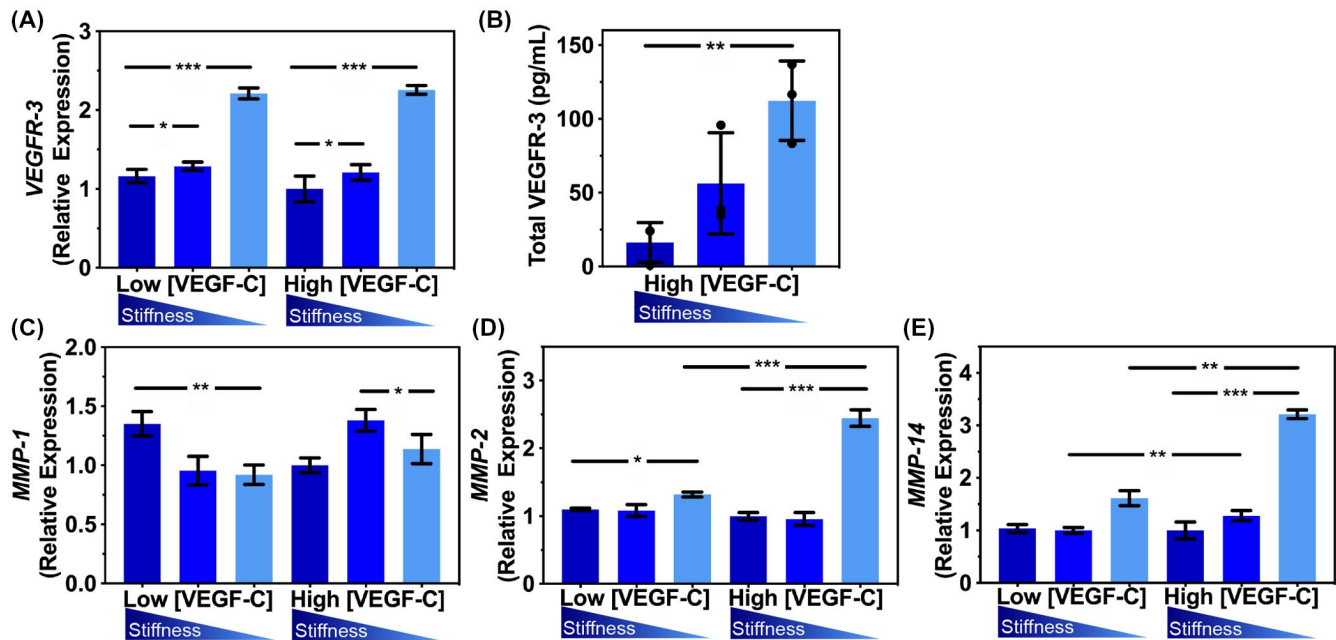 (A)
VEGFR-3
(Relative Expression)
3
2
1
0
***
***
*
*
Low [VEGF-C]
High [VEGF-C]
Stiffness
Stiffness
(B)
Total VEGFR-3 (pg/mL)
150
100
50
0
**
High [VEGF-C]
Stiffness
(C)
MMP-1
(Relative Expression)
2.0
1.5
1.0
0.5
0.0
**
*
Low [VEGF-C]
High [VEGF-C]
Stiffness
Stiffness
(D)
MMP-2
(Relative Expression)
3
2
1
0
***
***
*
Low [VEGF-C]
High [VEGF-C]
Stiffness
Stiffness
(E)
MMP-14
(Relative Expression)
4
3
2
1
0
**
***
**
Low [VEGF-C]
High [VEGF-C]
Stiffness
Stiffness